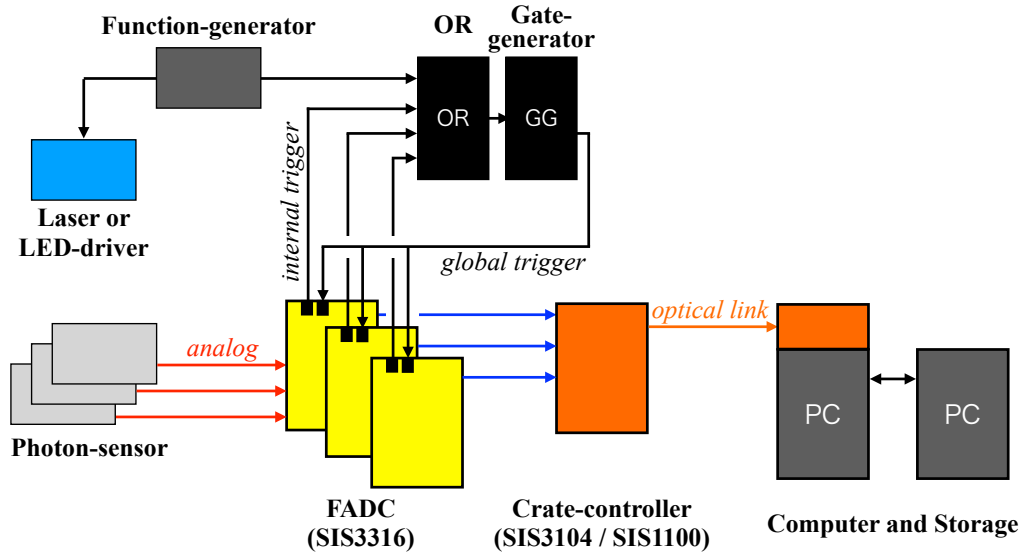 Function-generator
OR
Gate-
generator
OR
GG
Laser or
LED-driver
internal trigger
global trigger
analog
optical link
Photon-sensor
PC
PC
FADC
(SIS3316)
Crate-controller
(SIS3104 / SIS1100)
Computer and Storage